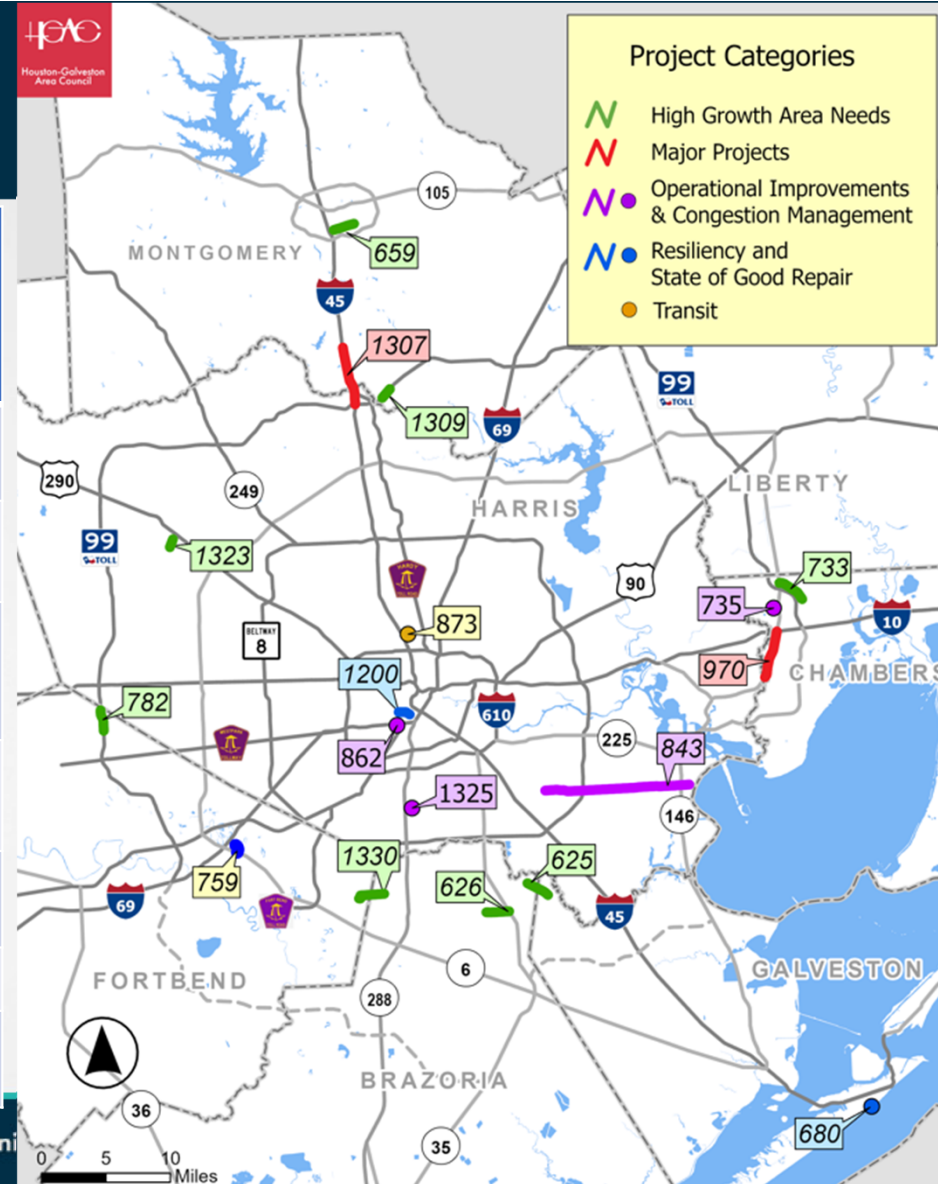 HGAC
Houston-Galveston
Area Council
Project Categories
High Growth Area Needs
Major Projects
Operational Improvements
& Congestion Management
Resiliency and
State of Good Repair
Transit
105
MONTGOMERY
659
45
1307
99
TOLL
1309
69
290
249
LIBERTY
HARRIS
99
TOLL
1323
733
90
735
10
873
BELTWAY
8
1200
970
CHAMBERS
782
610
225
862
843
1325
146
1330
625
759
626
69
45
6
FORTBEND
GALVESTON
288
BRAZORIA
36
680
35
ni
0 5 10
Miles